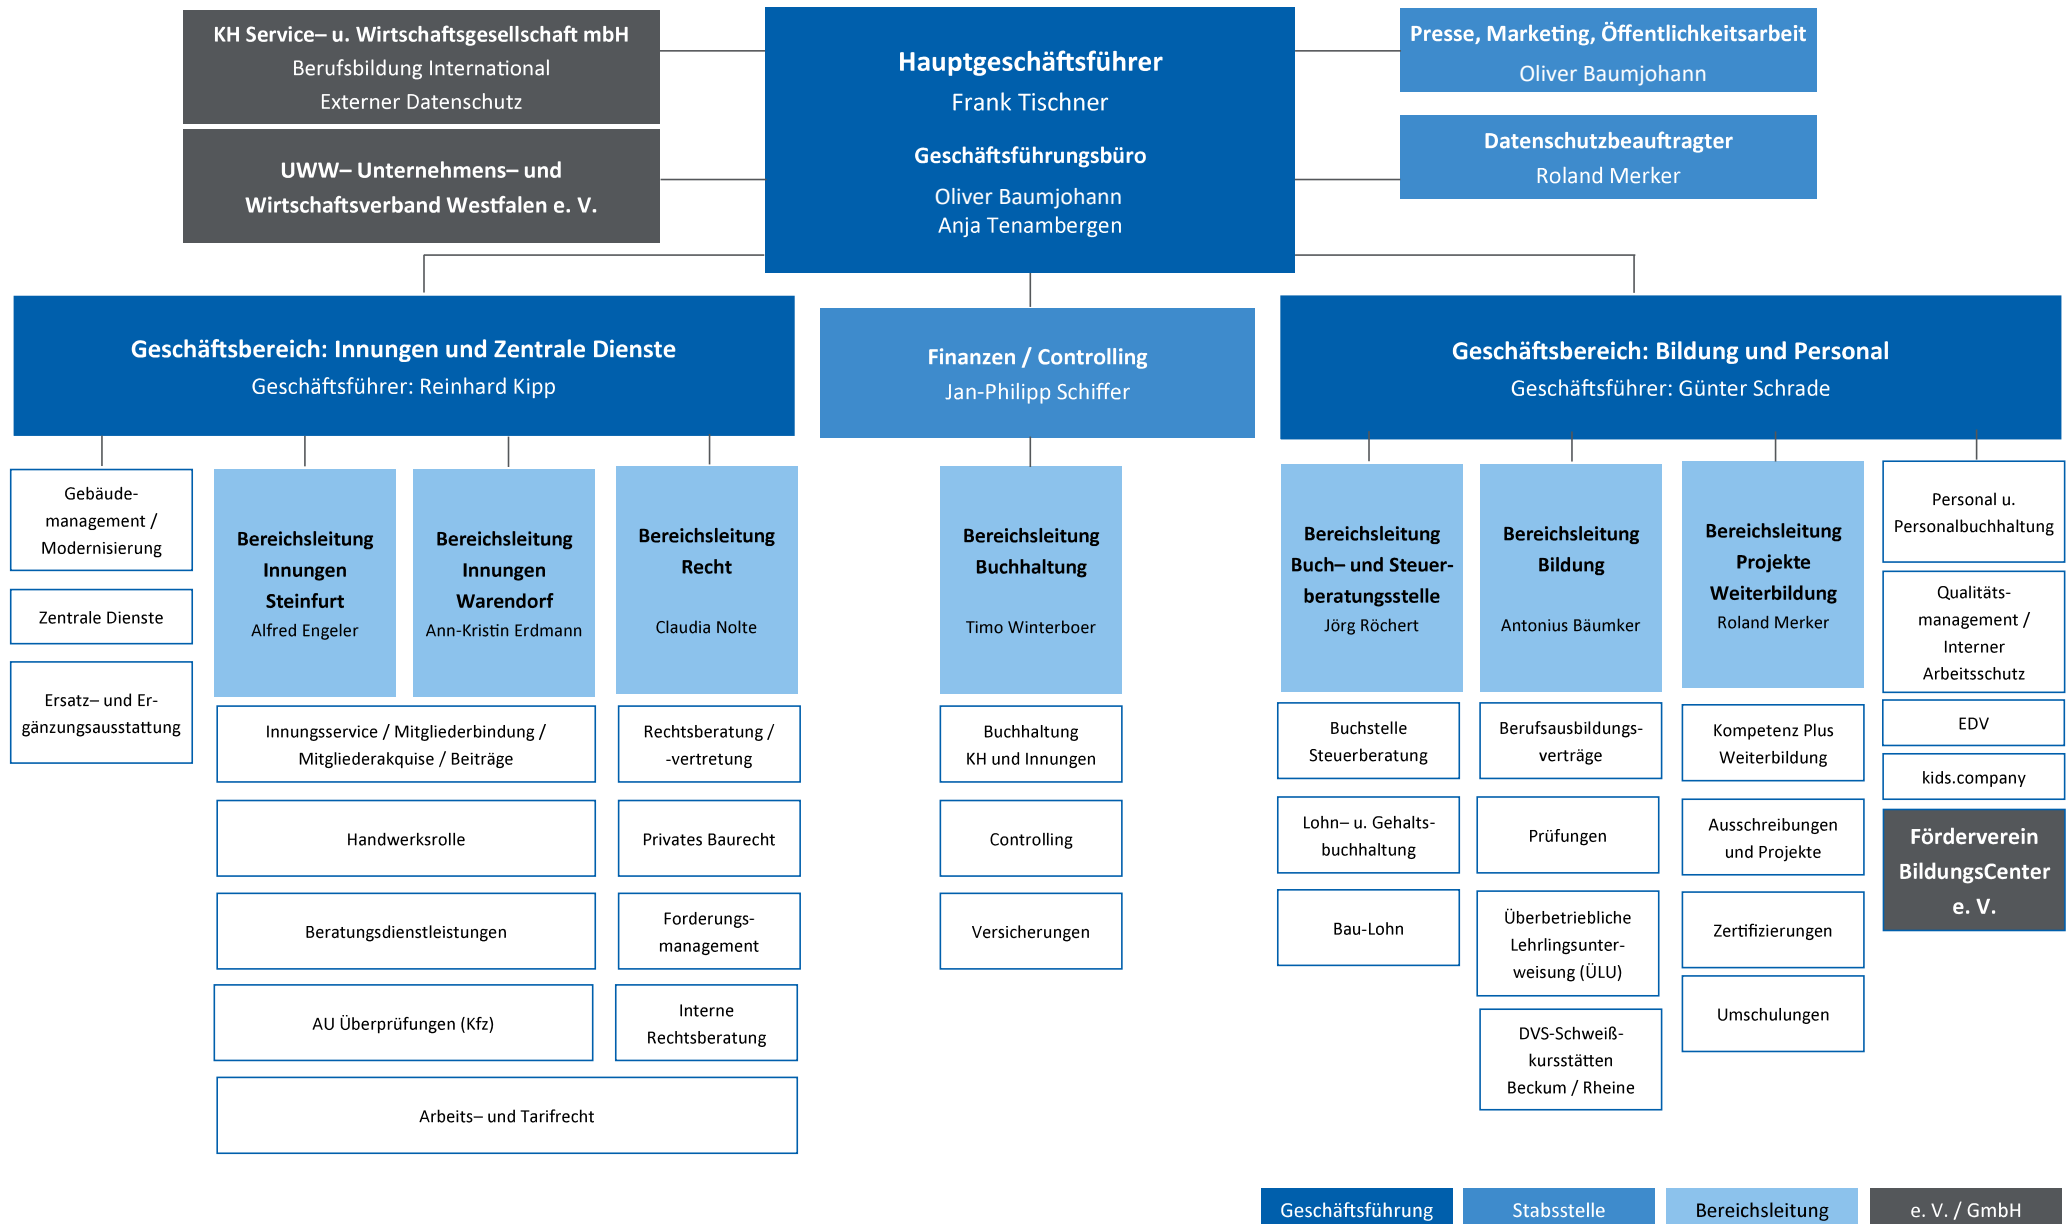 KH Service– u. Wirtschaftsgesellschaft mbH
Berufsbildung International
Externer Datenschutz
UWW– Unternehmens– und
Wirtschaftsverband Westfalen e. V.
Hauptgeschäftsführer
Frank Tischner
Geschäftsführungsbüro
Oliver Baumjohann
Anja Tenambergen
Presse, Marketing, Öffentlichkeitsarbeit
Oliver Baumjohann
Datenschutzbeauftragter
Roland Merker
Geschäftsbereich: Innungen und Zentrale Dienste
Geschäftsführer: Reinhard Kipp
Finanzen / Controlling
Jan-Philipp Schiffer
Geschäftsbereich: Bildung und Personal
Geschäftsführer: Günter Schrade
Gebäude-
management /
Modernisierung
Zentrale Dienste
Ersatz– und Er-
gänzungsausstattung
Bereichsleitung
Innungen
Steinfurt
Alfred Engeler
Bereichsleitung
Innungen
Warendorf
Ann-Kristin Erdmann
Innungsservice / Mitgliederbindung /
Mitgliederakquise / Beiträge
Handwerksrolle
Beratungsdienstleistungen
AU Überprüfungen (Kfz)
Bereichsleitung
Recht
Claudia Nolte
Rechtsberatung /
-vertretung
Privates Baurecht
Forderungs-
management
Interne
Rechtsberatung
Arbeits– und Tarifrecht
Bereichsleitung
Buchhaltung
Timo Winterboer
Buchhaltung
KH und Innungen
Controlling
Versicherungen
Bereichsleitung
Buch– und Steuer-
beratungsstelle
Jörg Röchert
Buchstelle
Steuerberatung
Lohn– u. Gehalts-
buchhaltung
Bau-Lohn
Bereichsleitung
Bildung
Antonius Bäumker
Berufsausbildungs-
verträge
Prüfungen
Überbetriebliche
Lehrlingsunter-
weisung (ÜLU)
DVS-Schweiß-
kursstätten
Beckum / Rheine
Bereichsleitung
Projekte
Weiterbildung
Roland Merker
Kompetenz Plus
Weiterbildung
Ausschreibungen
und Projekte
Zertifizierungen
Umschulungen
Personal u.
Personalbuchhaltung
Qualitäts-
management /
Interner
Arbeitsschutz
EDV
kids.company
Förderverein
BildungsCenter
e. V.
Geschäftsführung
Stabsstelle
Bereichsleitung
e. V. / GmbH